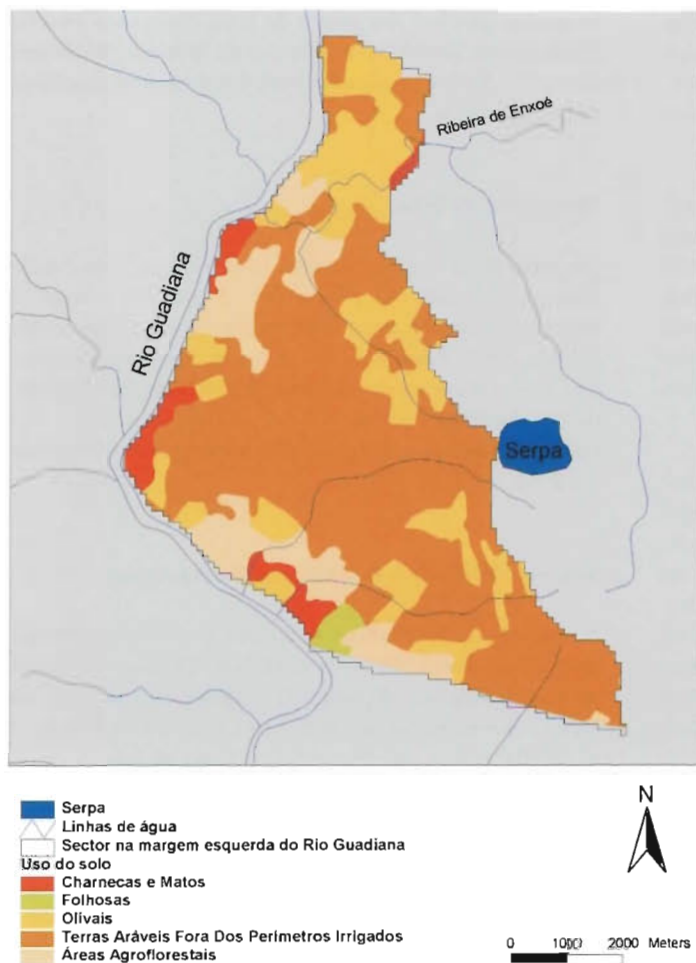 Ribeira de Enxoé
Rio Guadiana
Serpa
N
Serpa
Linhas de água
Sector na margem esquerda do Rio Guadiana
Uso do solo
Charnecas e Matos
Folhosas
Olivais
Terras Aráveis Fora Dos Perímetros Irrigados
Áreas Agroflorestais
0 1000 2000 Meters